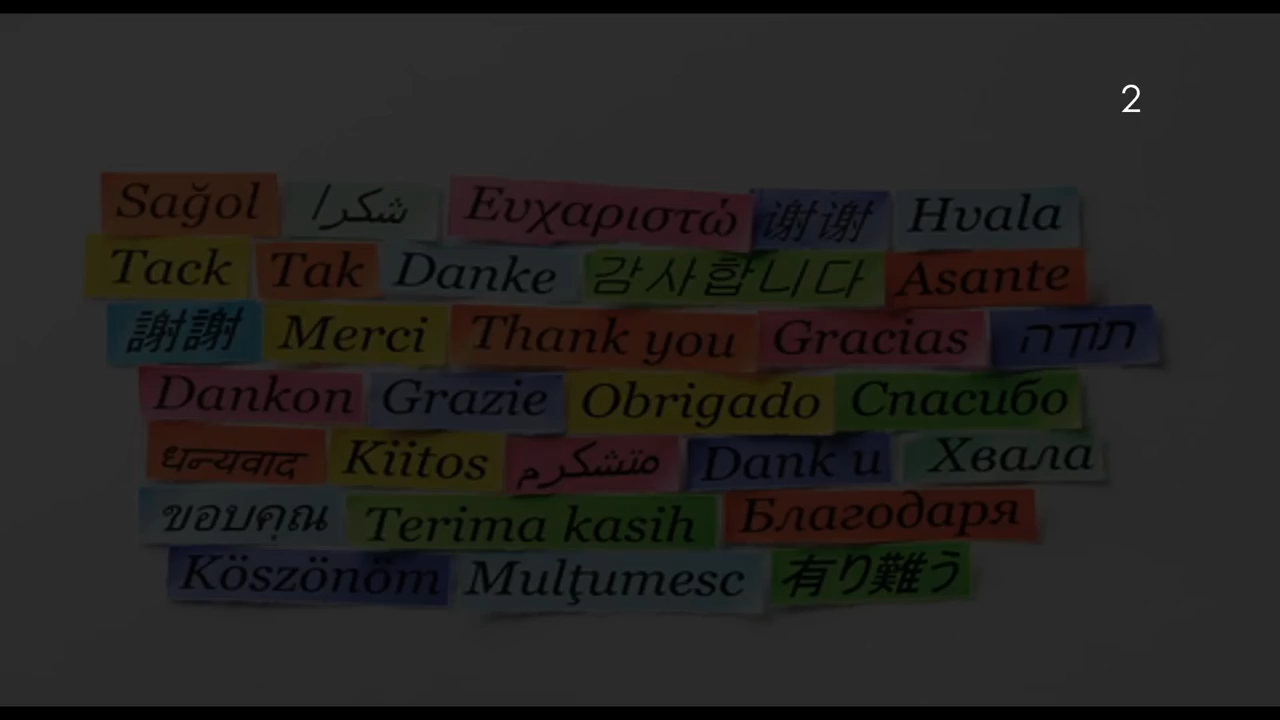 2
Sağol شكرا Ευχαριστώ 谢谢 Hvala
Tack Tak Danke 감사합니다 Asante
謝謝 Merci Thank you Gracias תודה
Dankon Grazie Obrigado Спасибо
धन्यवाद Kiitos متشکرم Dank u Хвала
ขอบคุณ Terima kasih Благодаря
Köszönöm Mulţumesc 有り難う